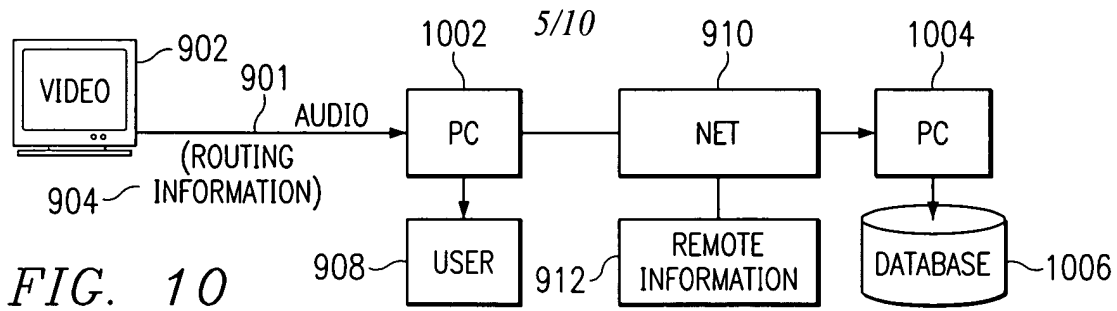 5/10
902
901
1002
910
1004
VIDEO
AUDIO
PC
NET
PC
(ROUTING
INFORMATION)
904
908
USER
912
REMOTE
INFORMATION
DATABASE
1006
FIG. 10